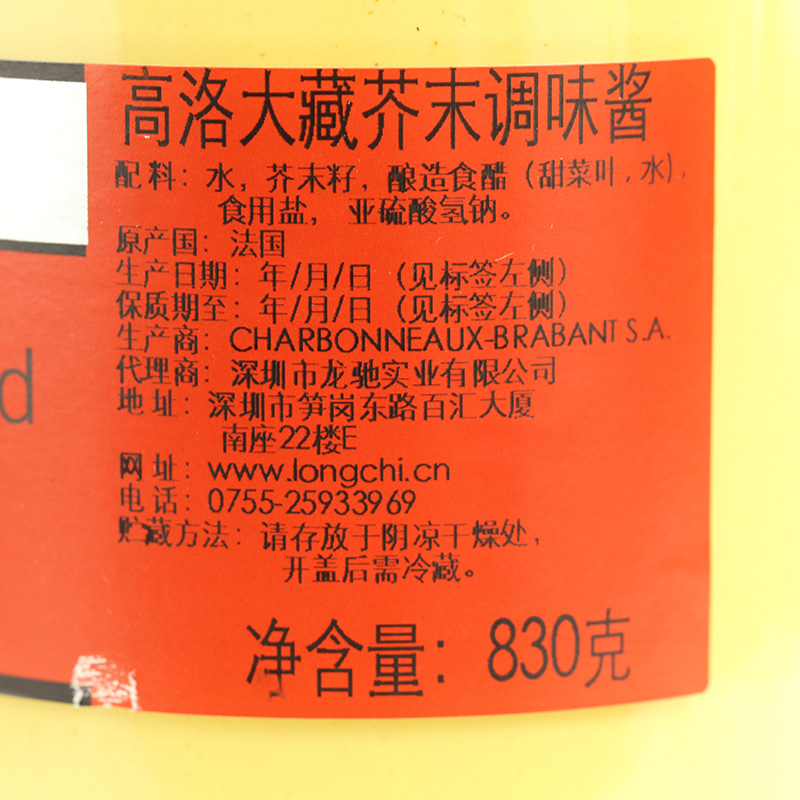 高洛大藏芥末调味酱
配料：水，芥末籽，酿造食醋（甜菜叶，水），
食用盐，亚硫酸氢钠。
原产国：法国
生产日期：年/月/日（见标签左侧）
保质期至：年/月/日（见标签左侧）
生产商：CHARBONNEAUX-BRABANT S.A.
代理商：深圳市龙驰实业有限公司
地址：深圳市笋岗东路百汇大厦
南座22楼E
网址：www.longchi.cn
电话：0755-25933969
贮藏方法：请存放于阴凉干燥处，
开盖后需冷藏。
净含量：830克
d